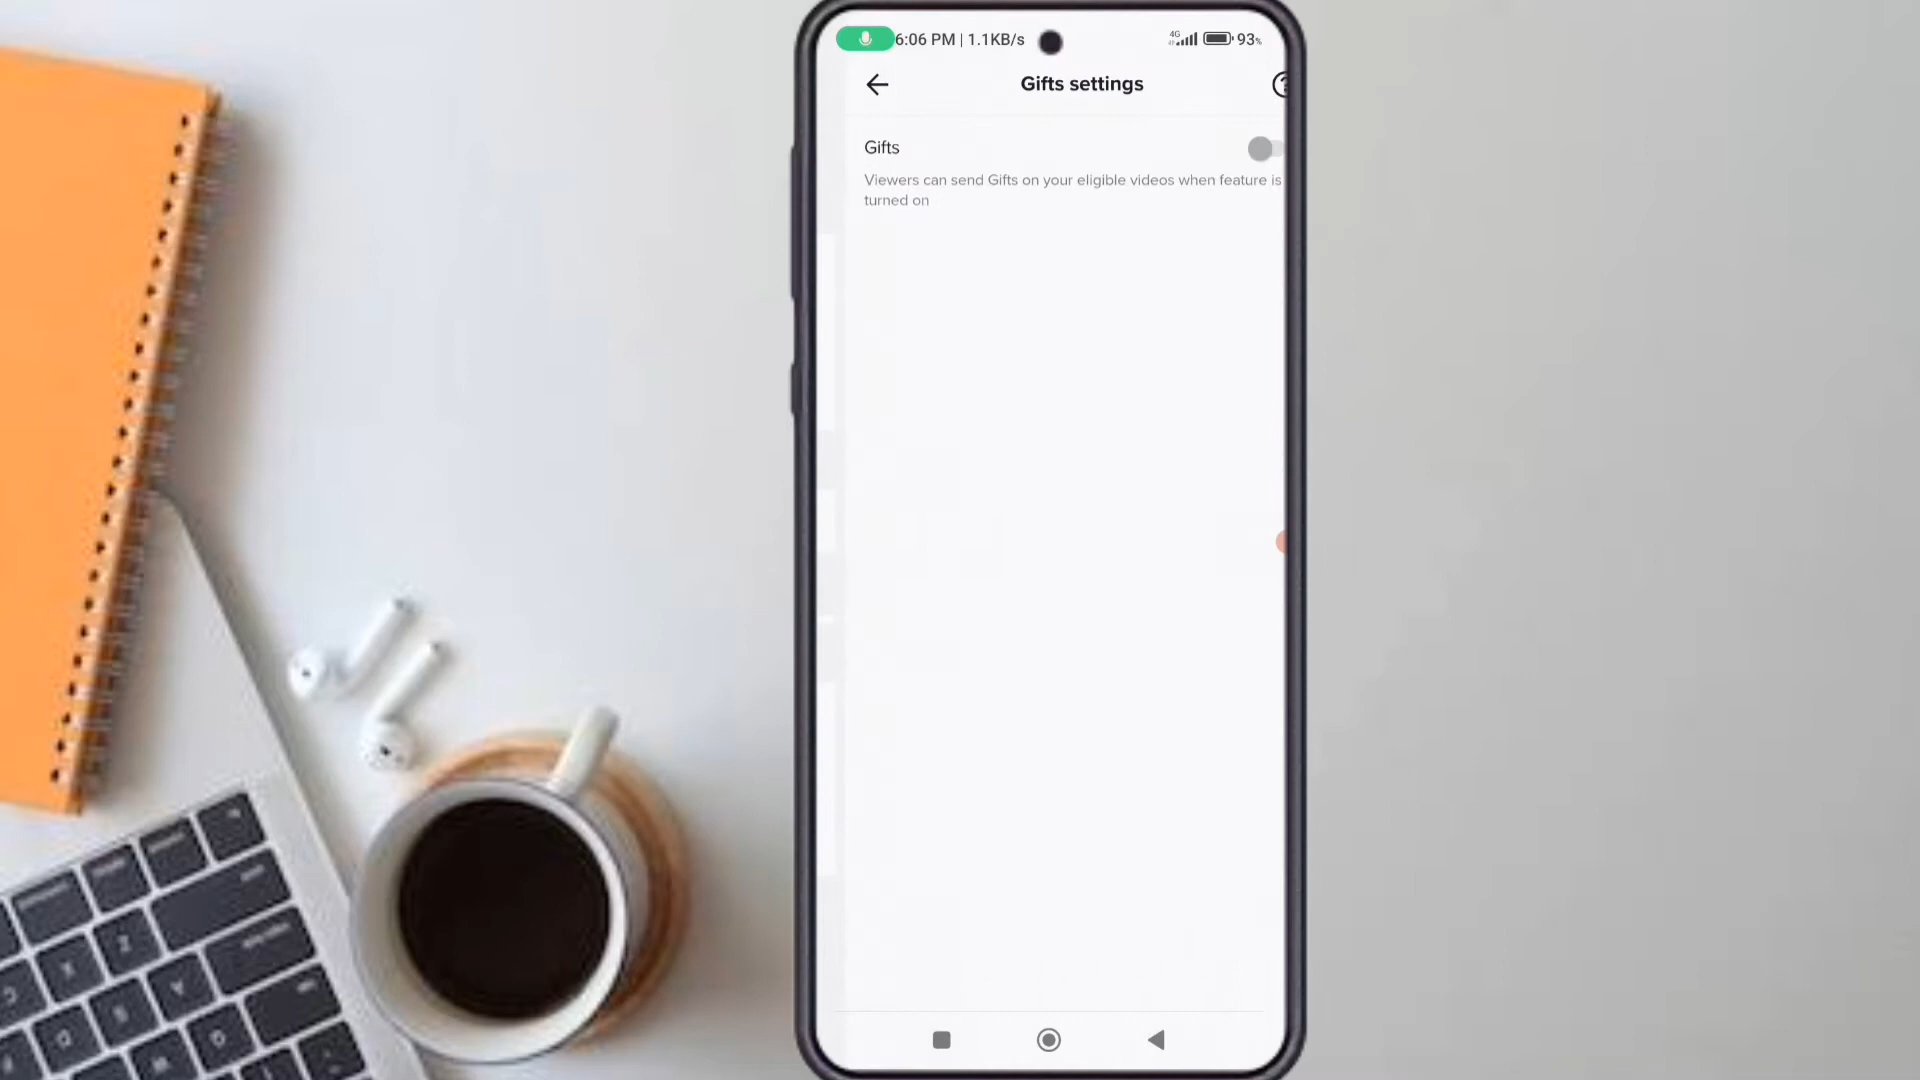 6:06 PM | 1.1KB/s 4G 93%
Gifts settings
Gifts
Viewers can send Gifts on your eligible videos when feature is
turned on